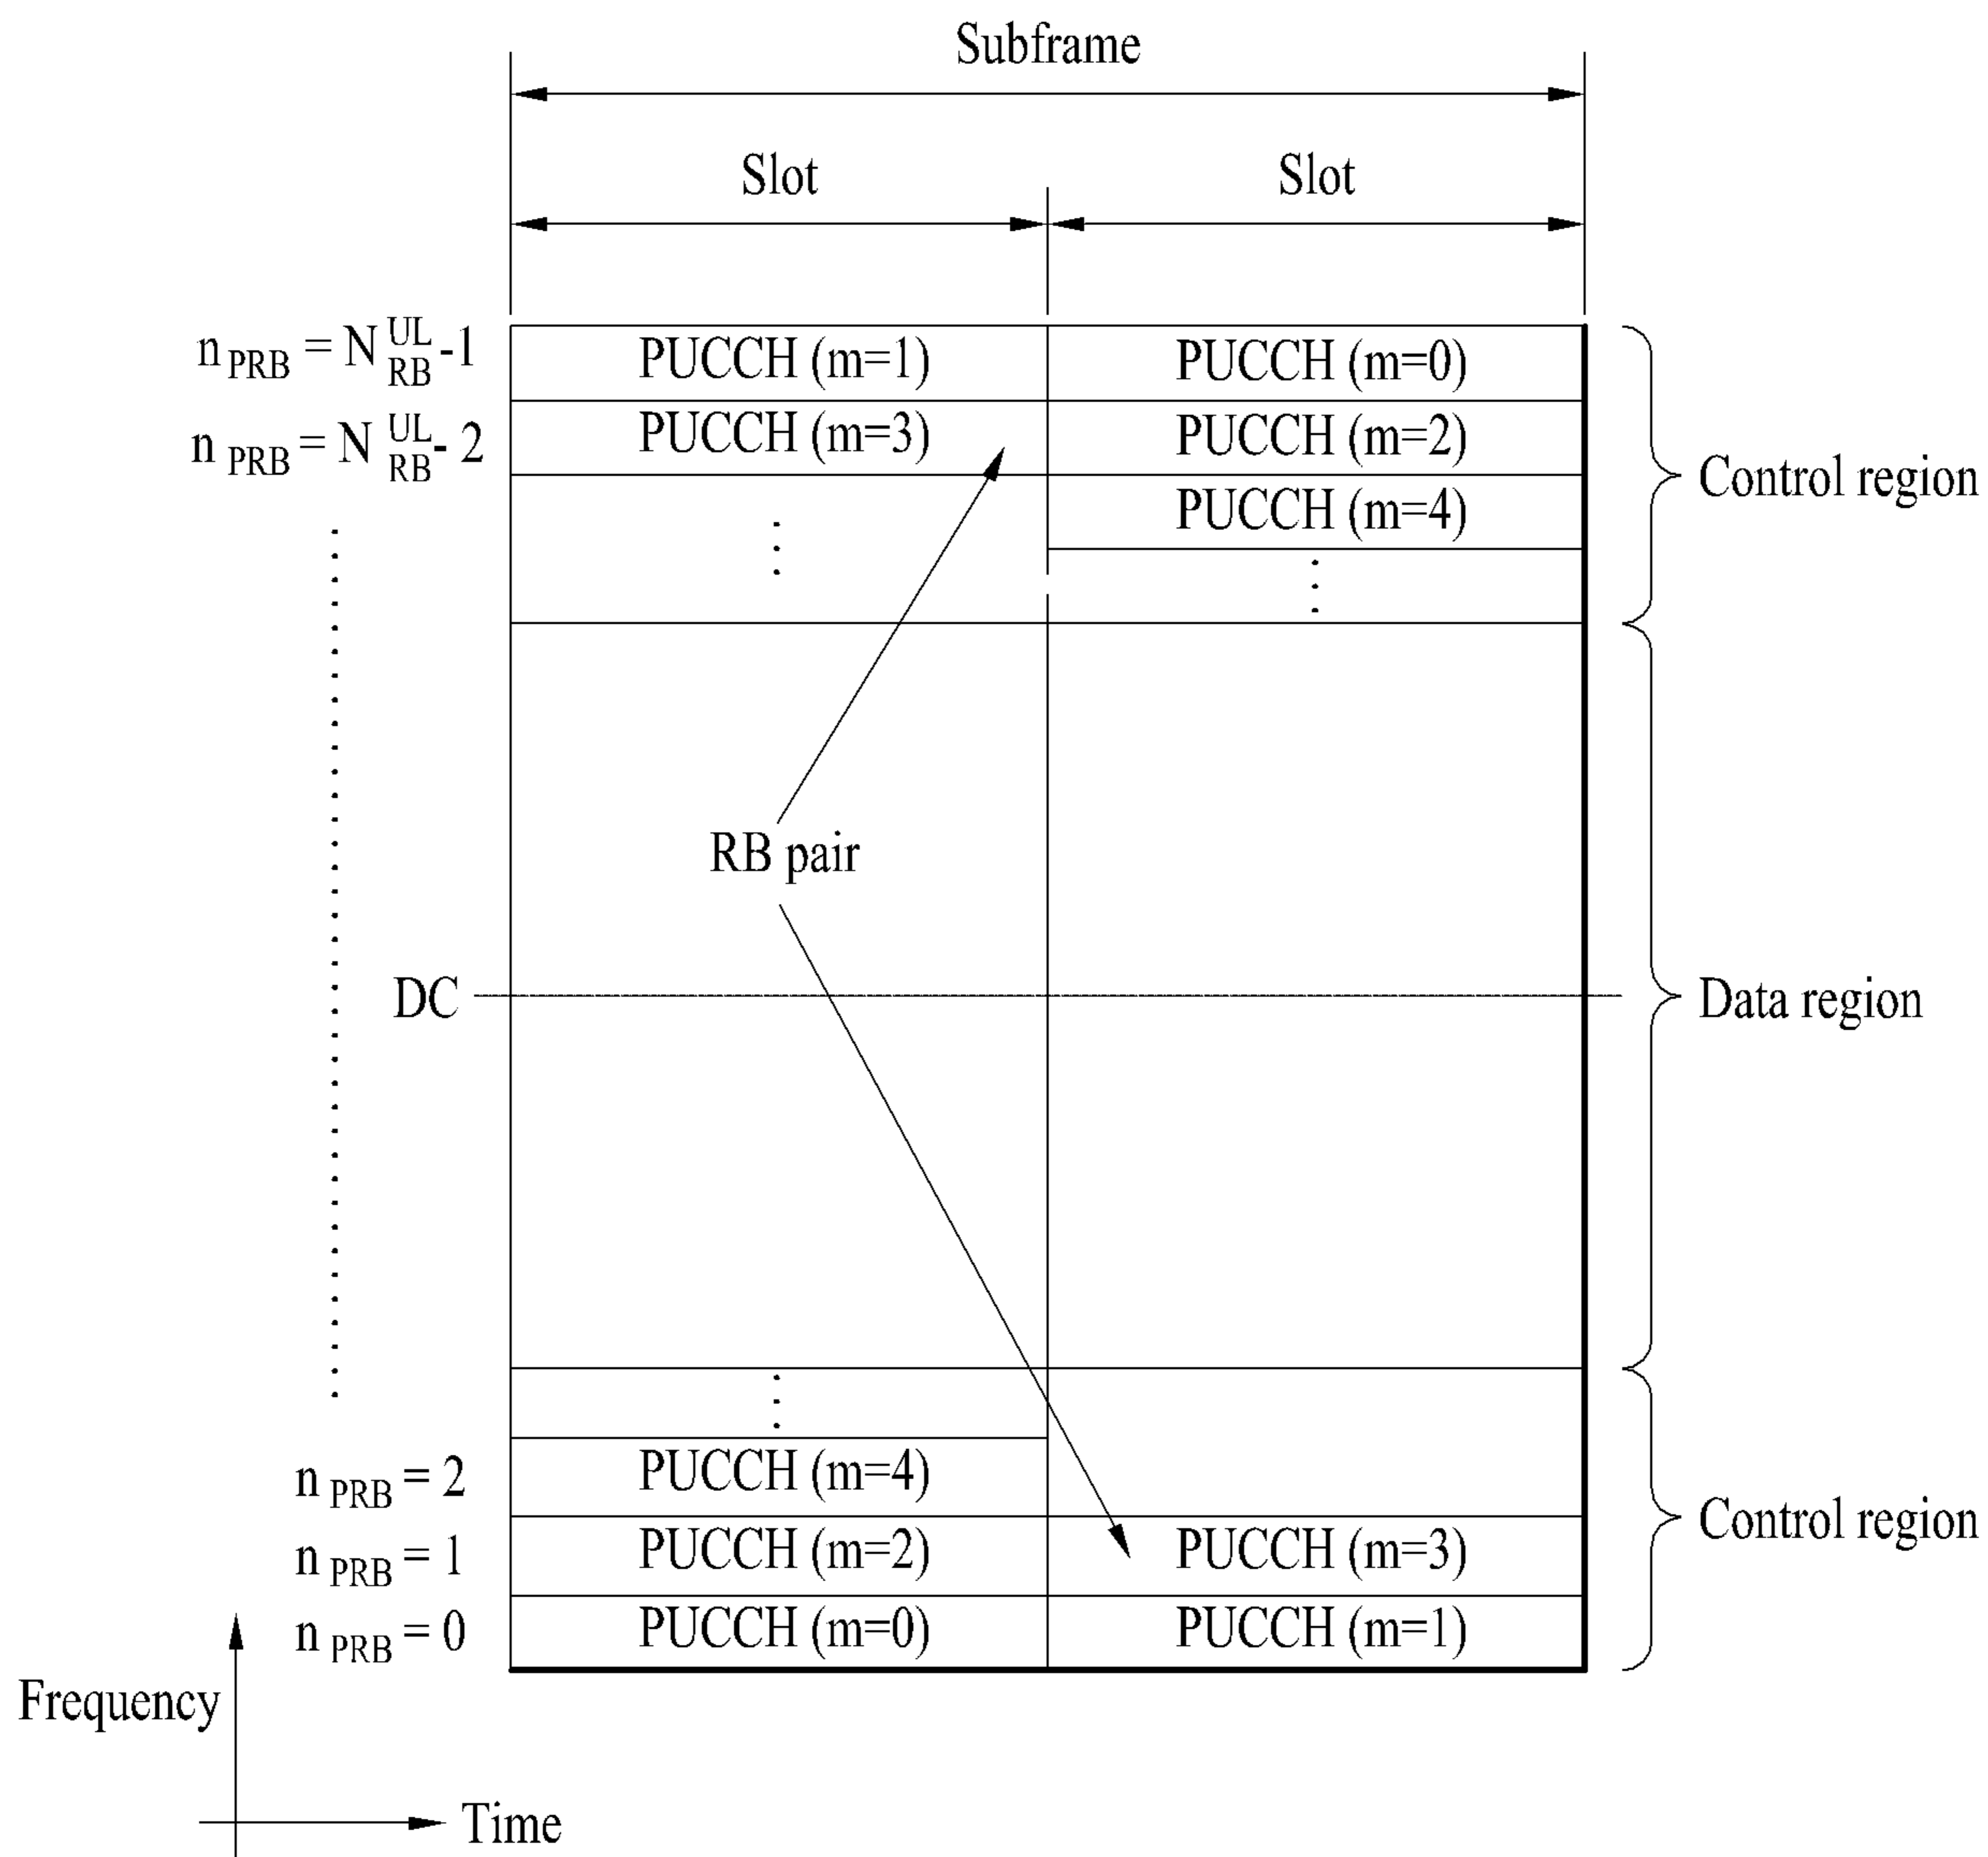 Subframe
Slot Slot
n PRB = N UL RB -1 PUCCH (m=1) PUCCH (m=0)
n PRB = N UL RB - 2 PUCCH (m=3) PUCCH (m=2)
Control region
PUCCH (m=4)
RB pair
DC
Data region
n PRB = 2 PUCCH (m=4)
Control region
n PRB = 1 PUCCH (m=2) PUCCH (m=3)
n PRB = 0 PUCCH (m=0) PUCCH (m=1)
Frequency
Time